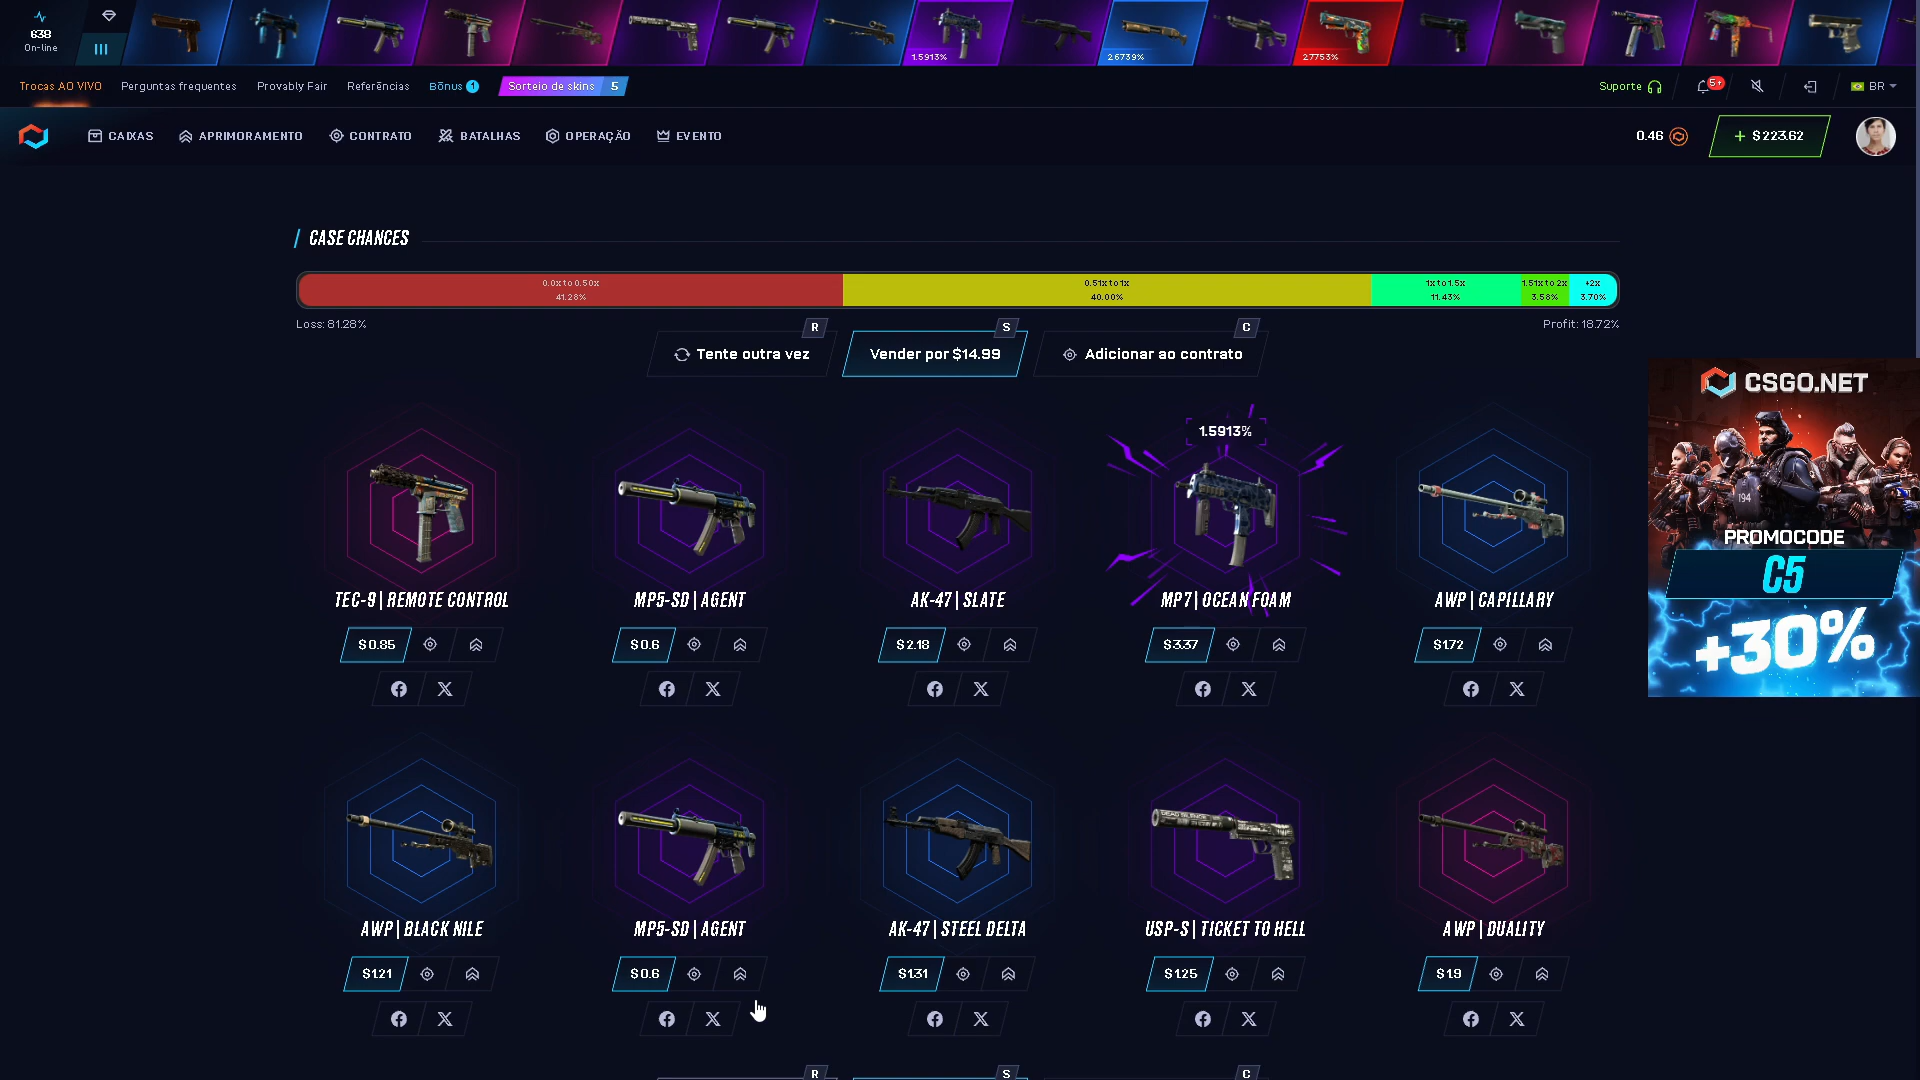 638
On-line
1.5913%
26739%
27753%
Trocas AO VIVO
Perguntas frequentes
Provably Fair
Referências
Bônus 1
Sorteio de skins 5
Suporte
5+
BR
CAIXAS
APRIMORAMENTO
CONTRATO
BATALHAS
OPERAÇÃO
EVENTO
0.46
+ $223.62
/ CASE CHANCES
0.0x to 0.50x
41.28%
0.51x to 1x
40.00%
1x to 1.5x
11.43%
1.51x to 2x
3.58%
+2x
3.70%
Loss: 81.28%
Profit: 18.72%
R
Tente outra vez
S
Vender por $14.99
C
Adicionar ao contrato
CSGO.NET
194
PROMOCODE
C5
+30%
1.5913%
TEC-9 | REMOTE CONTROL
MP5-SD | AGENT
AK-47 | SLATE
MP7 | OCEAN FOAM
AWP | CAPILLARY
$0.85
$0.6
$2.18
$3.37
$1.72
AWP | BLACK NILE
MP5-SD | AGENT
AK-47 | STEEL DELTA
USP-S | TICKET TO HELL
AWP | DUALITY
$1.21
$0.6
$1.31
$1.25
$1.9
R
S
C